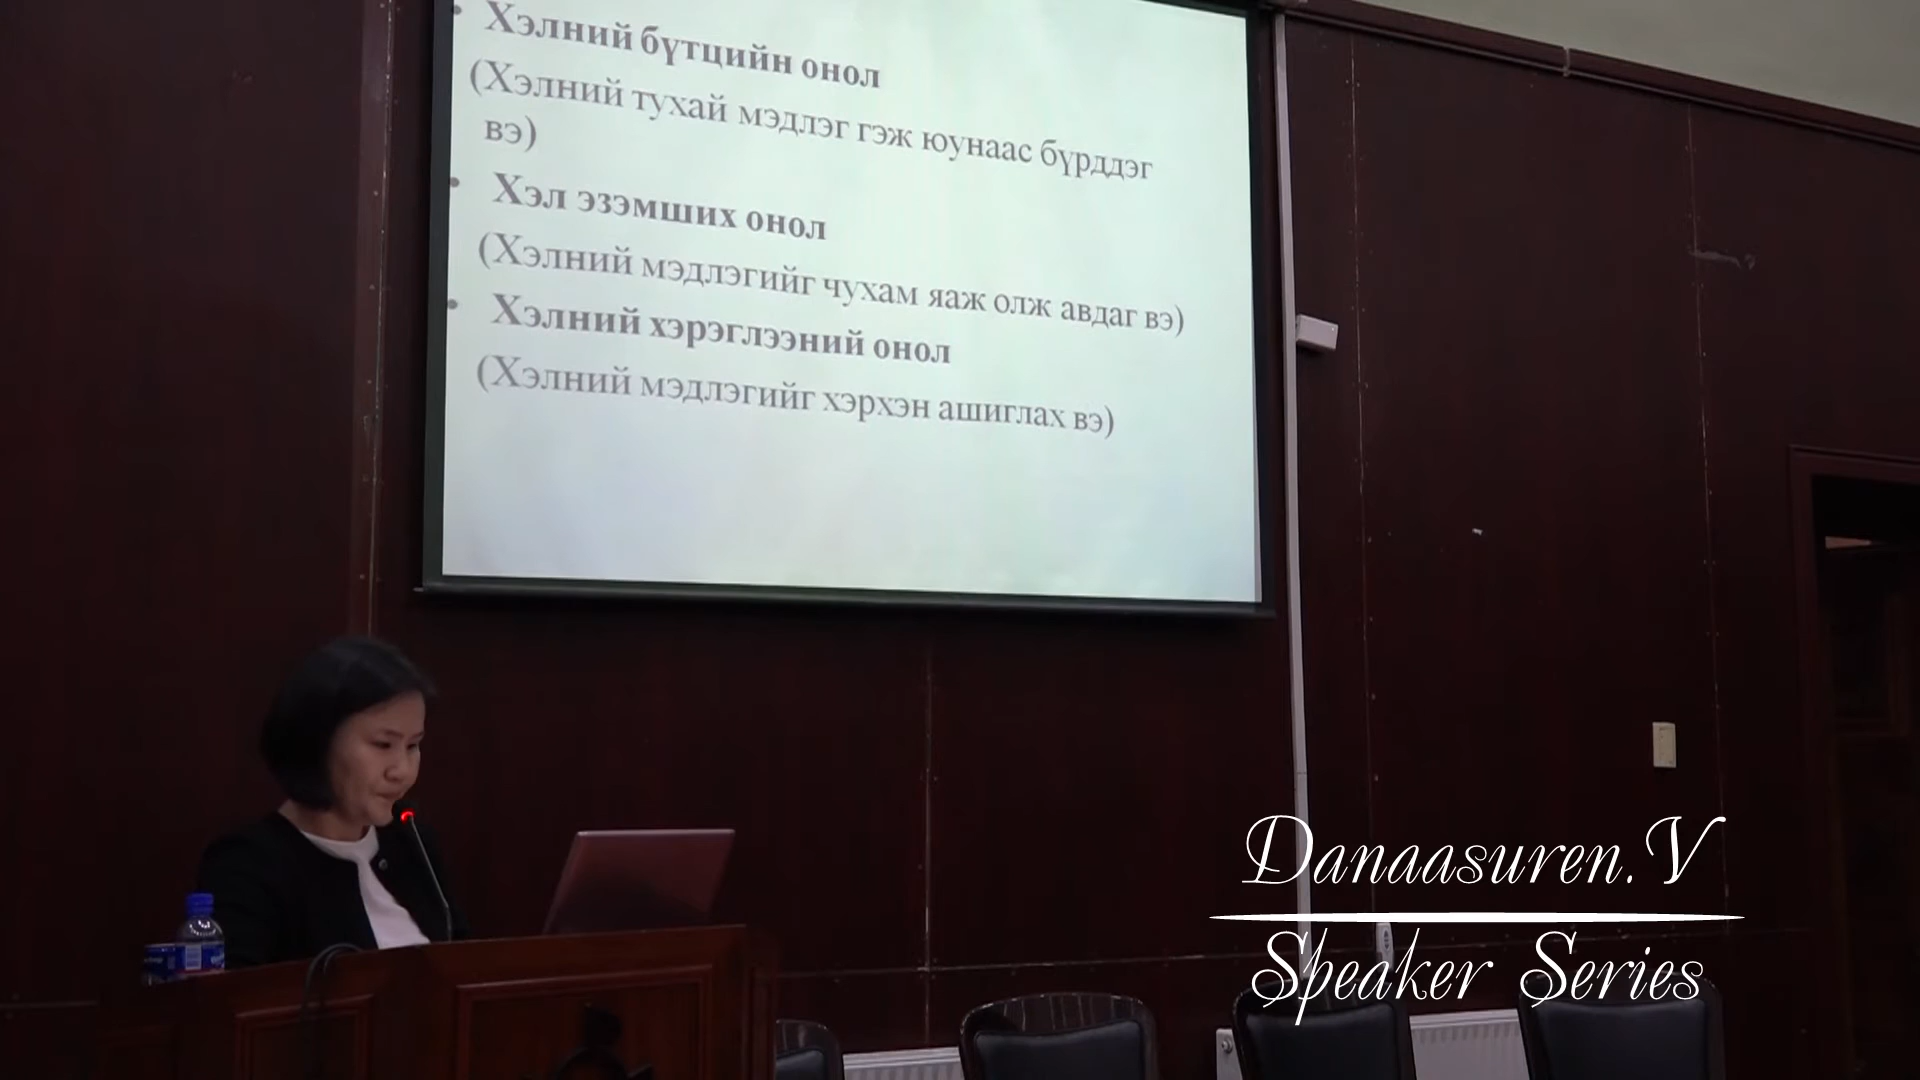 • Хэлний бүтцийн онол
(Хэлний тухай мэдлэг гэж юунаас бүрддэг
вэ)
• Хэл эзэмших онол
(Хэлний мэдлэгийг чухам яаж олж авдаг вэ)
• Хэлний хэрэглээний онол
(Хэлний мэдлэгийг хэрхэн ашиглах вэ)
Danaasuren.V
Speaker Series